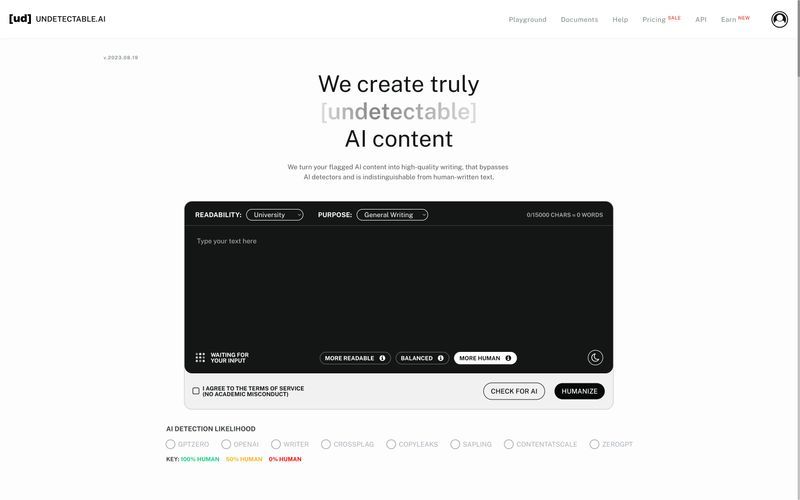 [ud] UNDETECTABLE.AI
Playground Documents Help Pricing SALE API Earn NEW
v.2023.08.19
We create truly
[undetectable]
AI content
We turn your flagged AI content into high-quality writing, that bypasses
AI detectors and is indistinguishable from human-written text.
READABILITY: University PURPOSE: General Writing 0/15000 CHARS = 0 WORDS
Type your text here
WAITING FOR
YOUR INPUT
MORE READABLE BALANCED MORE HUMAN
I AGREE TO THE TERMS OF SERVICE
(NO ACADEMIC MISCONDUCT)
CHECK FOR AI HUMANIZE
AI DETECTION LIKELIHOOD
GPTZERO OPENAI WRITER CROSSPLAG COPYLEAKS SAPLING CONTENTATSCALE ZEROGPT
KEY: 100% HUMAN 50% HUMAN 0% HUMAN